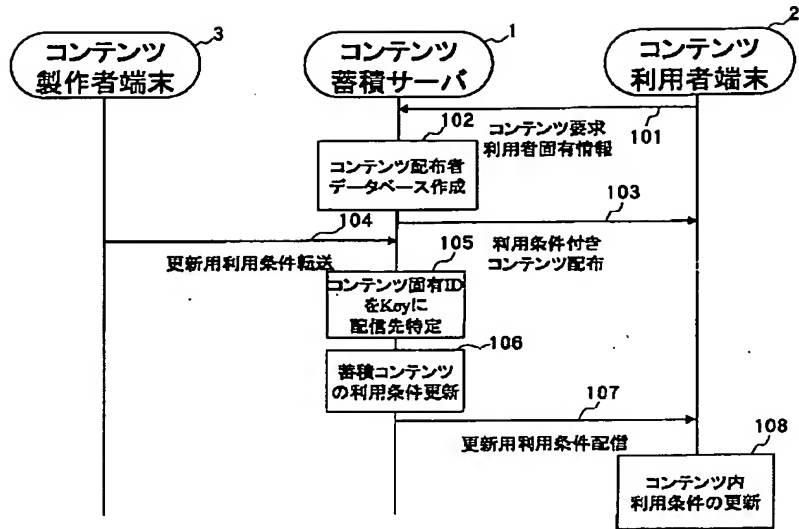 3
コンテンツ
製作者端末
1
コンテンツ
蓄積サーバ
2
コンテンツ
利用者端末
101
コンテンツ要求
利用者固有情報
102
コンテンツ配布者
データベース作成
103
利用条件付き
コンテンツ配布
104
更新用利用条件転送
105
コンテンツ固有ID
をKeyに
配信先特定
106
蓄積コンテンツ
の利用条件更新
107
更新用利用条件配信
108
コンテンツ内
利用条件の更新